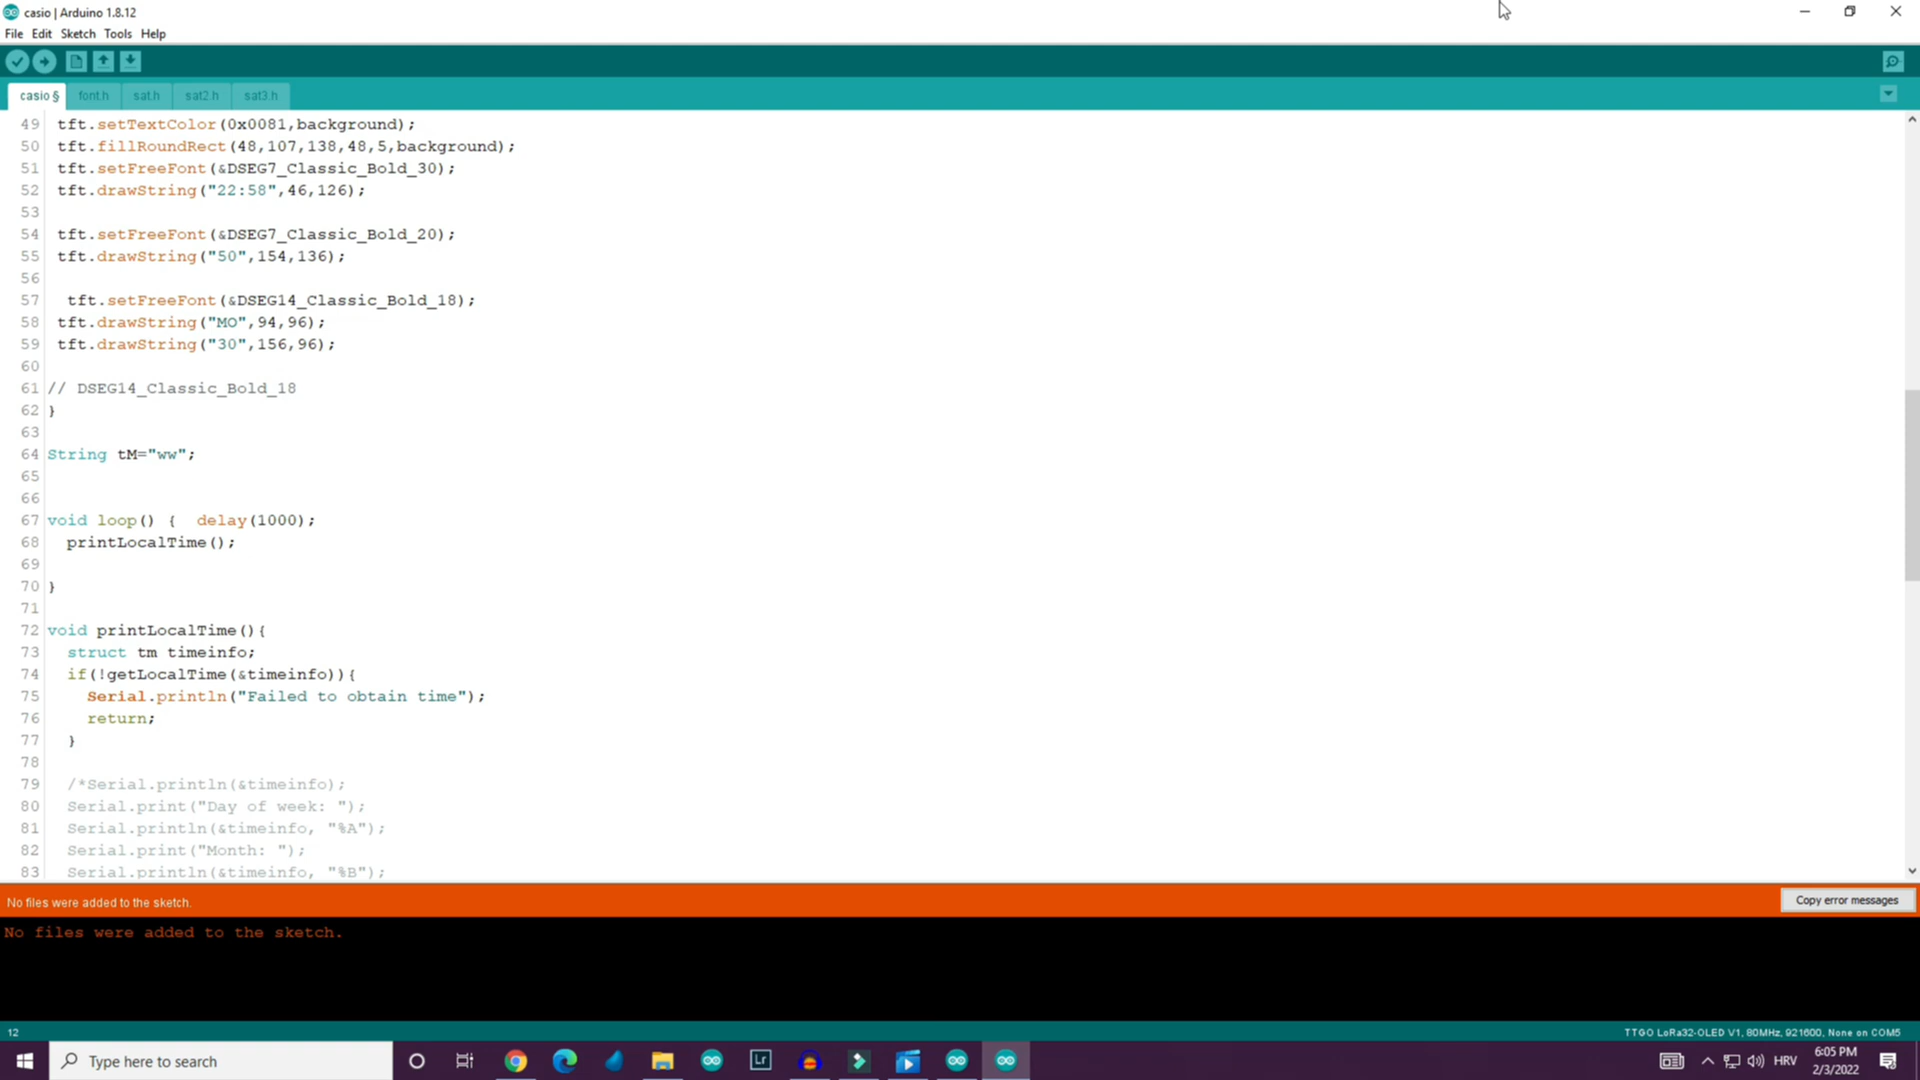 casio | Arduino 1.8.12
File Edit Sketch Tools Help
casio § font.h sat.h sat2.h sat3.h
49 tft.setTextColor(0x0081,background);
50 tft.fillRoundRect(48,107,138,48,5,background);
51 tft.setFreeFont(&DSEG7_Classic_Bold_30);
52 tft.drawString("22:58",46,126);
53
54 tft.setFreeFont(&DSEG7_Classic_Bold_20);
55 tft.drawString("50",154,136);
56
57 tft.setFreeFont(&DSEG14_Classic_Bold_18);
58 tft.drawString("MO",94,96);
59 tft.drawString("30",156,96);
60
61 // DSEG14_Classic_Bold_18
62 }
63
64 String tM="ww";
65
66
67 void loop() { delay(1000);
68 printLocalTime();
69
70 }
71
72 void printLocalTime(){
73 struct tm timeinfo;
74 if(!getLocalTime(&timeinfo)){
75 Serial.println("Failed to obtain time");
76 return;
77 }
78
79 /*Serial.println(&timeinfo);
80 Serial.print("Day of week: ");
81 Serial.println(&timeinfo, "%A");
82 Serial.print("Month: ");
83 Serial.println(&timeinfo, "%B");
No files were added to the sketch.
Copy error messages
No files were added to the sketch.
12
TTGO LoRa32-OLED V1, 80MHz, 921600, None on COM5
Type here to search
Lr
HRV
6:05 PM
2/3/2022